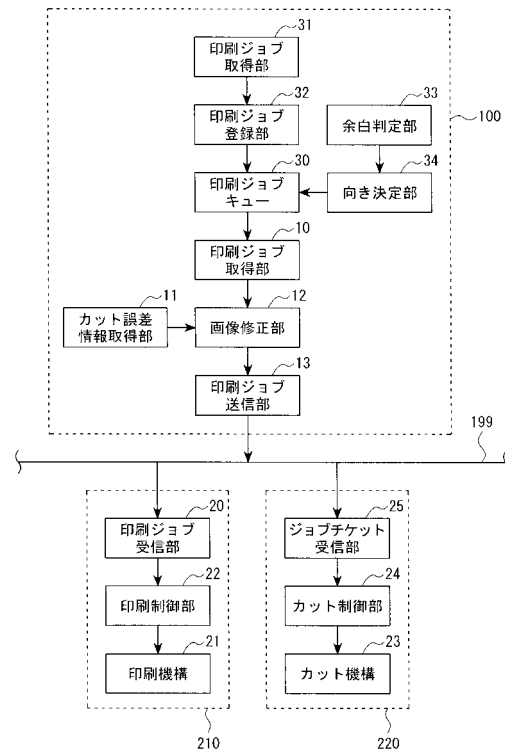 31
印刷ジョブ
取得部
32
印刷ジョブ
登録部
33
余白判定部
100
30
印刷ジョブ
キュー
34
向き決定部
10
印刷ジョブ
取得部
11
カット誤差
情報取得部
12
画像修正部
13
印刷ジョブ
送信部
199
20
印刷ジョブ
受信部
25
ジョブチケット
受信部
22
印刷制御部
24
カット制御部
21
印刷機構
23
カット機構
210
220